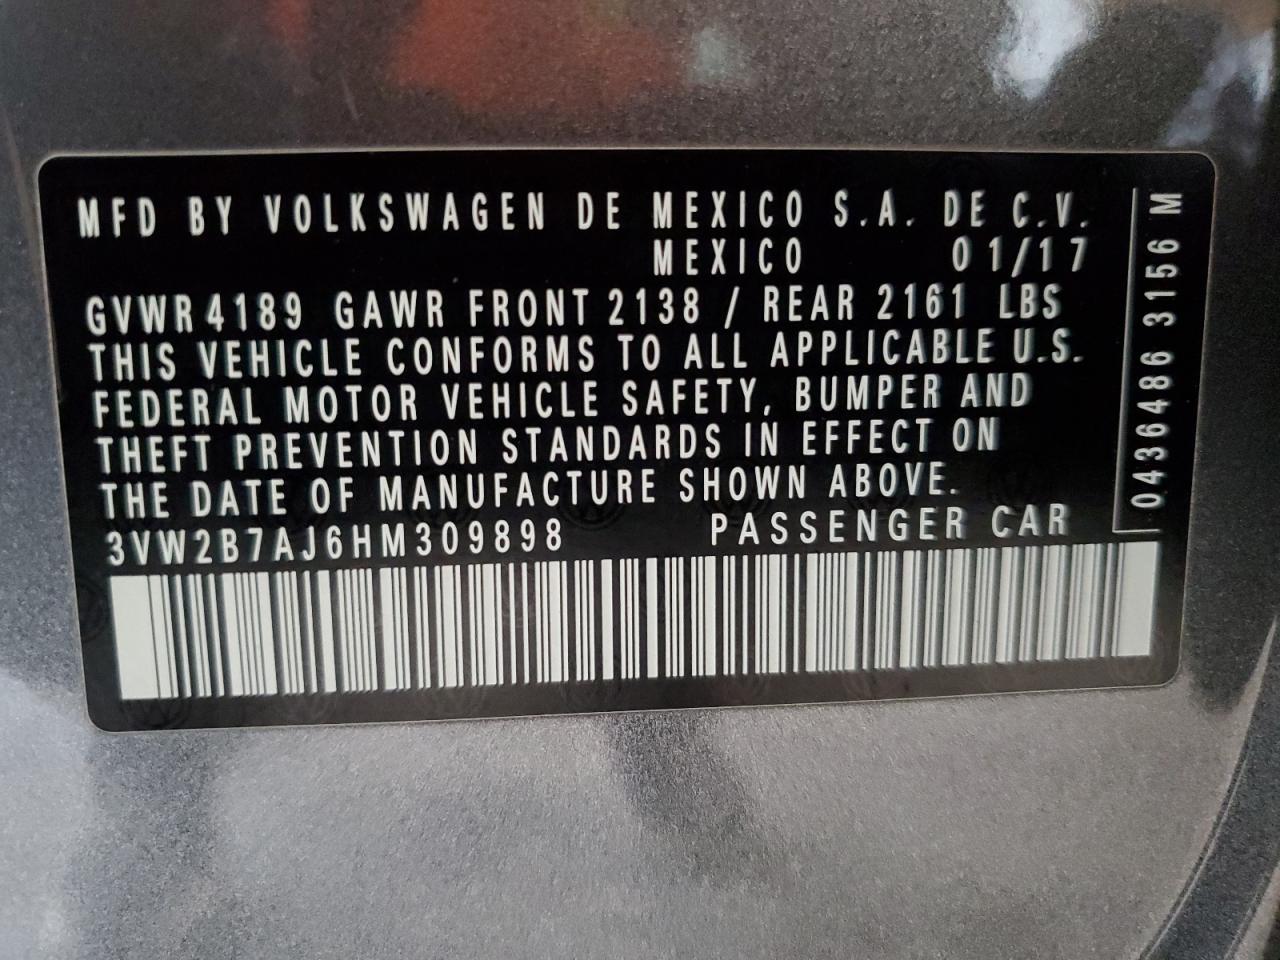 MFD BY VOLKSWAGEN DE MEXICO S.A. DE C.V.
MEXICO 01/17
GVWR 4189 GAWR FRONT 2138 / REAR 2161 LBS
THIS VEHICLE CONFORMS TO ALL APPLICABLE U.S.
FEDERAL MOTOR VEHICLE SAFETY, BUMPER AND
THEFT PREVENTION STANDARDS IN EFFECT ON
THE DATE OF MANUFACTURE SHOWN ABOVE.
3VW2B7AJ6HM309898 PASSENGER CAR
0436486 3156 M